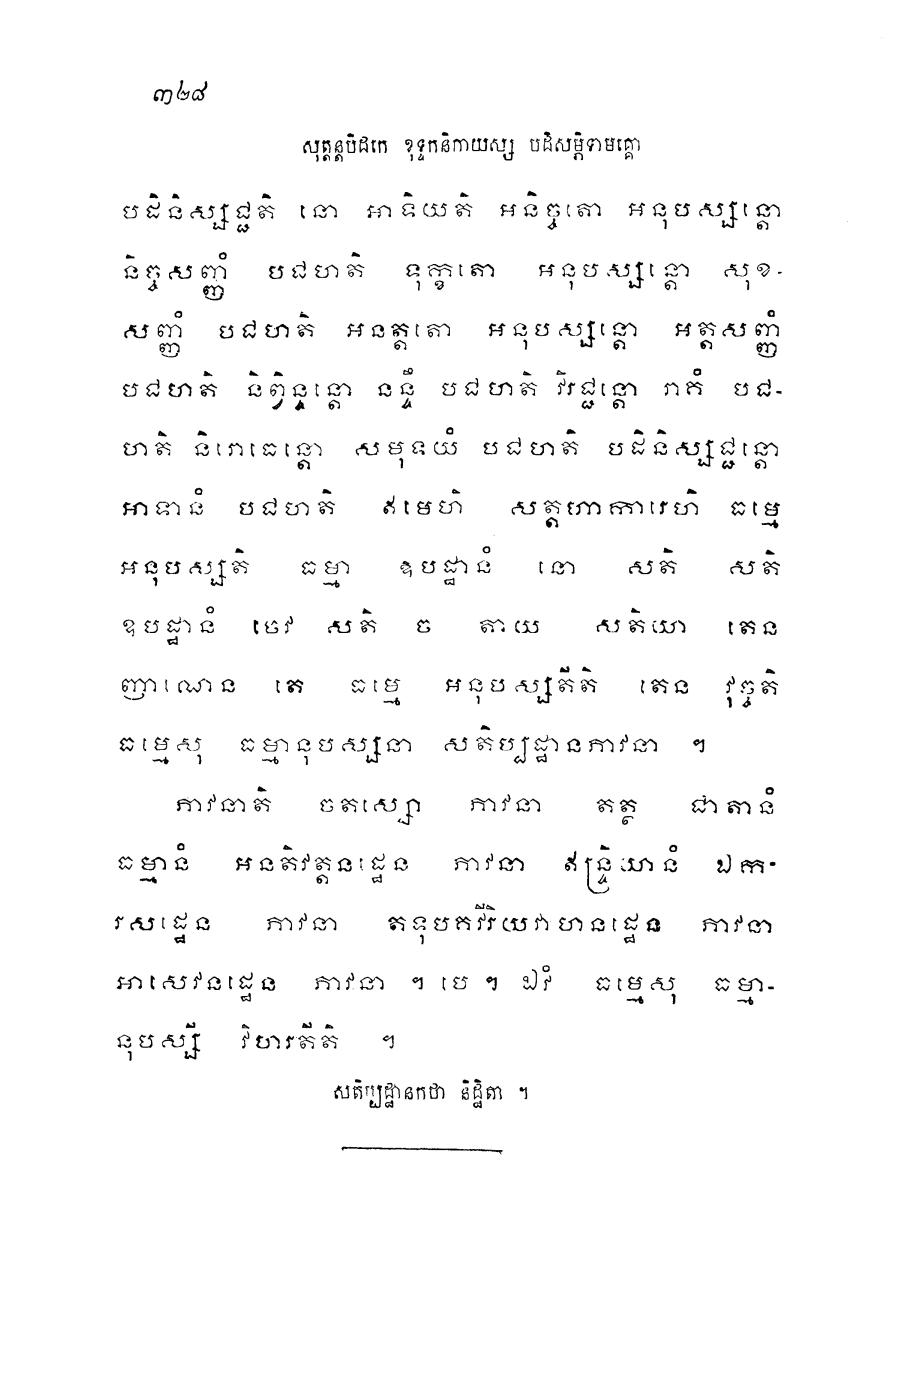 ៣២៨
សុត្តន្តបិដកេ ខុទ្ទកនិកាយស្ស បដិសម្ភិទាមគ្គោ
បដិនិស្សជ្ជតិ នោ អាទិយតិ អនិច្ចតោ អនុបស្សន្តោ
និច្ចសញ្ញំ បជហតិ ទុក្ខតោ អនុបស្សន្តោ សុខ-
សញ្ញំ បជហតិ អនត្តតោ អនុបស្សន្តោ អត្តសញ្ញំ
បជហតិ និព្វិន្ទន្តោ នន្ទឹ បជហតិ វិរជ្ជន្តោ រាគំ បជ-
ហតិ និរោធេន្តោ សមុទយំ បជហតិ បដិនិស្សជ្ជន្តោ
អាទានំ បជហតិ ឥមេហិ សត្តហាការេហិ ធម្មេ
អនុបស្សតិ ធម្មា ឧបដ្ឋានំ នោ សតិ សតិ
ឧបដ្ឋានំ ចេវ សតិ ច តាយ សតិយា តេន
ញាណេន តេ ធម្មេ អនុបស្សតីតិ តេន វុច្ចតិ
ធម្មេសុ ធម្មានុបស្សនា សតិប្បដ្ឋានភាវនា ។
ភាវនាតិ ចតស្សោ ភាវនា តត្ថ ជាតានំ
ធម្មានំ អនតិវត្តនដ្ឋេន ភាវនា ឥន្ទ្រិយានំ ឯក-
រសដ្ឋេន ភាវនា តទុបគវីរិយវាហនដ្ឋេន ភាវនា
អាសេវនដ្ឋេន ភាវនា ។ បេ ។ ឯវំ ធម្មេសុ ធម្មា-
នុបស្សី វិហរតីតិ ។
សតិប្បដ្ឋានកថា និដ្ឋិតា ។